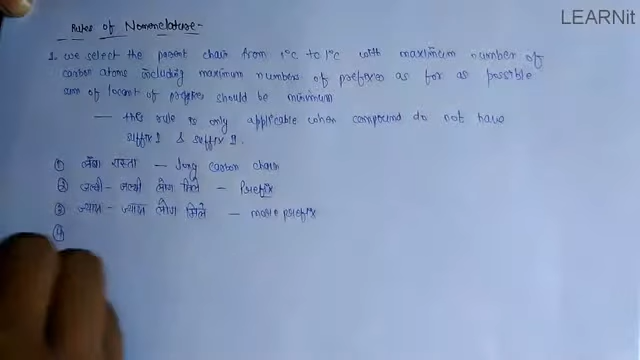 LEARNit
Rules of Nomenclature-
1. we select the parent chain from 1°C to 1°C with maximum number of
carbon atoms including maximum numbers of prefixes as for as possible
sum of locant of prefixes should be minimum
— this rule is only applicable when compound do not have
suffix 1 & suffix 2.
① लंबा रास्ता — long carbon chain
② जल्दी - जल्दी लोग मिले — Prefix
③ ज्यादा - ज्यादा लोग मिले — more prefix
④